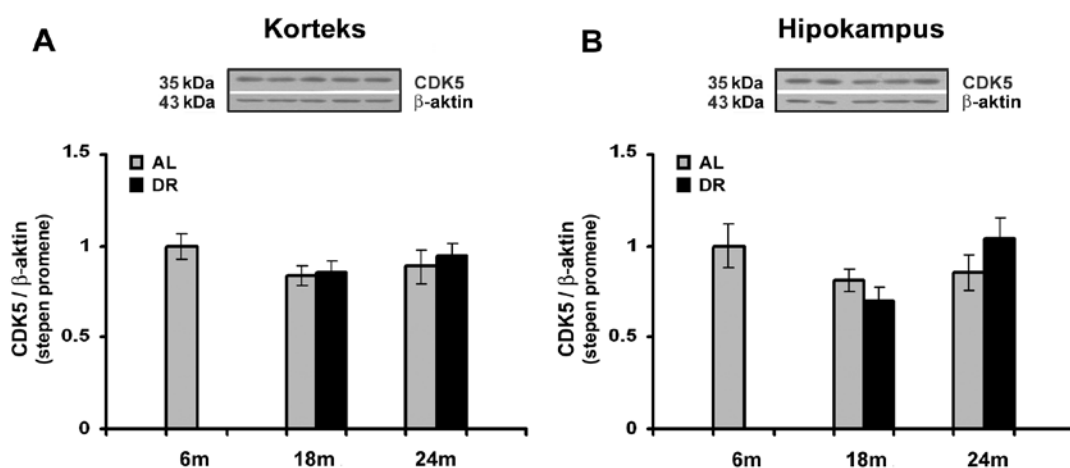 A
Korteks
35 kDa
CDK5
43 kDa
β-aktin
1.5
1
0.5
0
CDK5 / β-aktin
(stepen promene)
AL
DR
6m
18m
24m
B
Hipokampus
35 kDa
CDK5
43 kDa
β-aktin
1.5
1
0.5
0
CDK5 / β-aktin
(stepen promene)
AL
DR
6m
18m
24m